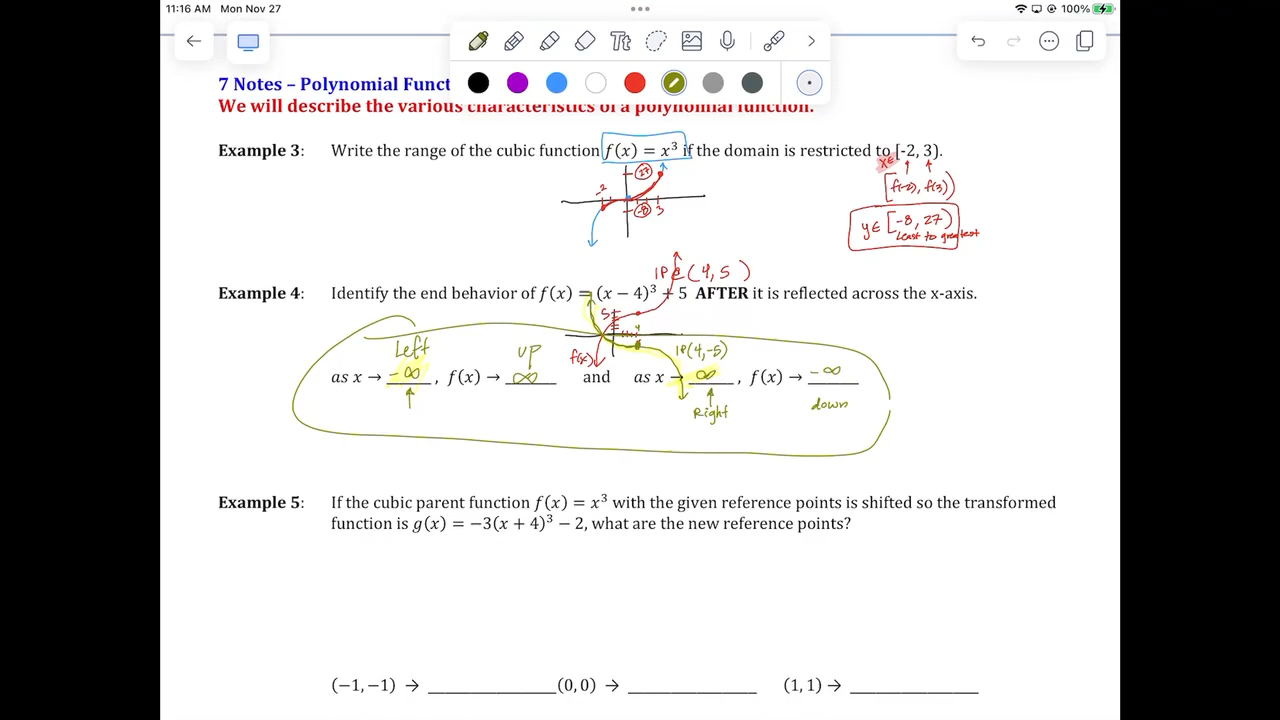 11:16 AM Mon Nov 27
100%
Tt
7 Notes – Polynomial Funct
We will describe the various characteristics of a polynomial function.
Example 3: Write the range of the cubic function f(x) = x³ if the domain is restricted to [-2, 3).
x∈
[f(-2), f(3))
y∈ [-8, 27)
Least to greatest
27
-2
-8
3
IP @ (4, 5)
Example 4: Identify the end behavior of f(x) = (x − 4)³ + 5 AFTER it is reflected across the x-axis.
5
4
Left
up
f(x)
IP(4,-5)
as x → -∞ , f(x) → ∞ and as x → ∞ , f(x) → -∞
Right
down
Example 5: If the cubic parent function f(x) = x³ with the given reference points is shifted so the transformed
function is g(x) = −3(x + 4)³ − 2, what are the new reference points?
(−1, −1) → ________ (0, 0) → ________ (1, 1) → ________